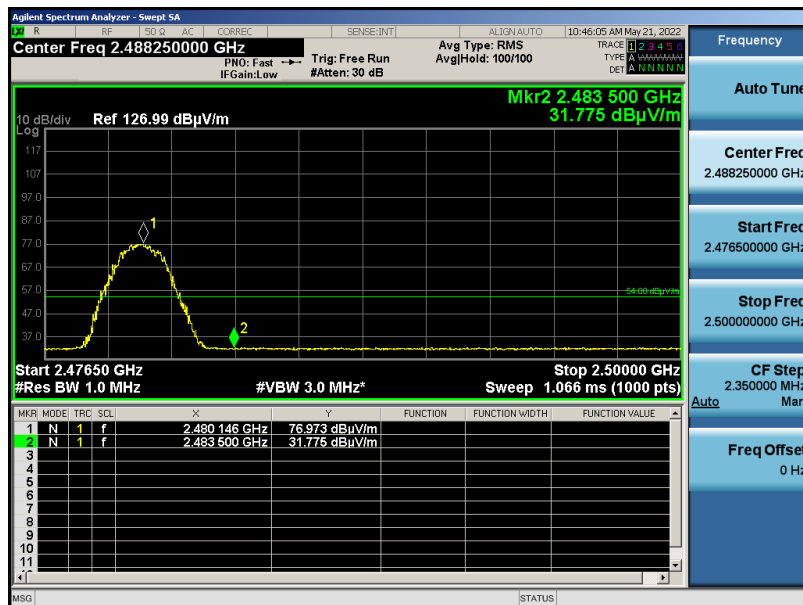 Agilent Spectrum Analyzer - Swept SA
LXI R RF 50 Ω AC CORREC SENSE:INT ALIGN AUTO 10:46:05 AM May 21, 2022
Center Freq 2.488250000 GHz
PNO: Fast
IFGain:Low
Trig: Free Run
#Atten: 30 dB
Avg Type: RMS
Avg|Hold: 100/100
TRACE 1 2 3 4 5 6
TYPE A WWWWW
DET A N N N N N
Mkr2 2.483 500 GHz
31.775 dBµV/m
10 dB/div Ref 126.99 dBµV/m
Log
117
107
97.0
87.0
77.0
67.0
57.0
47.0
37.0
1
2
54.00 dBµV/m
Start 2.47650 GHz Stop 2.50000 GHz
#Res BW 1.0 MHz #VBW 3.0 MHz* Sweep 1.066 ms (1000 pts)
MKR MODE TRC SCL X Y FUNCTION FUNCTION WIDTH FUNCTION VALUE
1 N 1 f 2.480 146 GHz 76.973 dBµV/m
2 N 1 f 2.483 500 GHz 31.775 dBµV/m
3
4
5
6
7
8
9
10
11
MSG STATUS
Frequency
Auto Tune
Center Freq
2.488250000 GHz
Start Freq
2.476500000 GHz
Stop Freq
2.500000000 GHz
CF Step
2.350000 MHz
Auto Man
Freq Offset
0 Hz